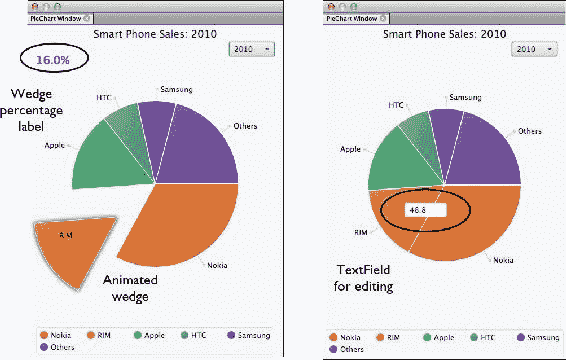 PieChart Window
Smart Phone Sales: 2010
2010
16.0%
Wedge
percentage
label
HTC
Samsung
Others
Apple
RIM
Nokia
Animated
wedge
Nokia
RIM
Apple
HTC
Samsung
Others
PieChart Window
Smart Phone Sales: 2010
2010
HTC
Samsung
Others
Apple
46.8
RIM
Nokia
TextField
for editing
Nokia
RIM
Apple
HTC
Samsung
Others